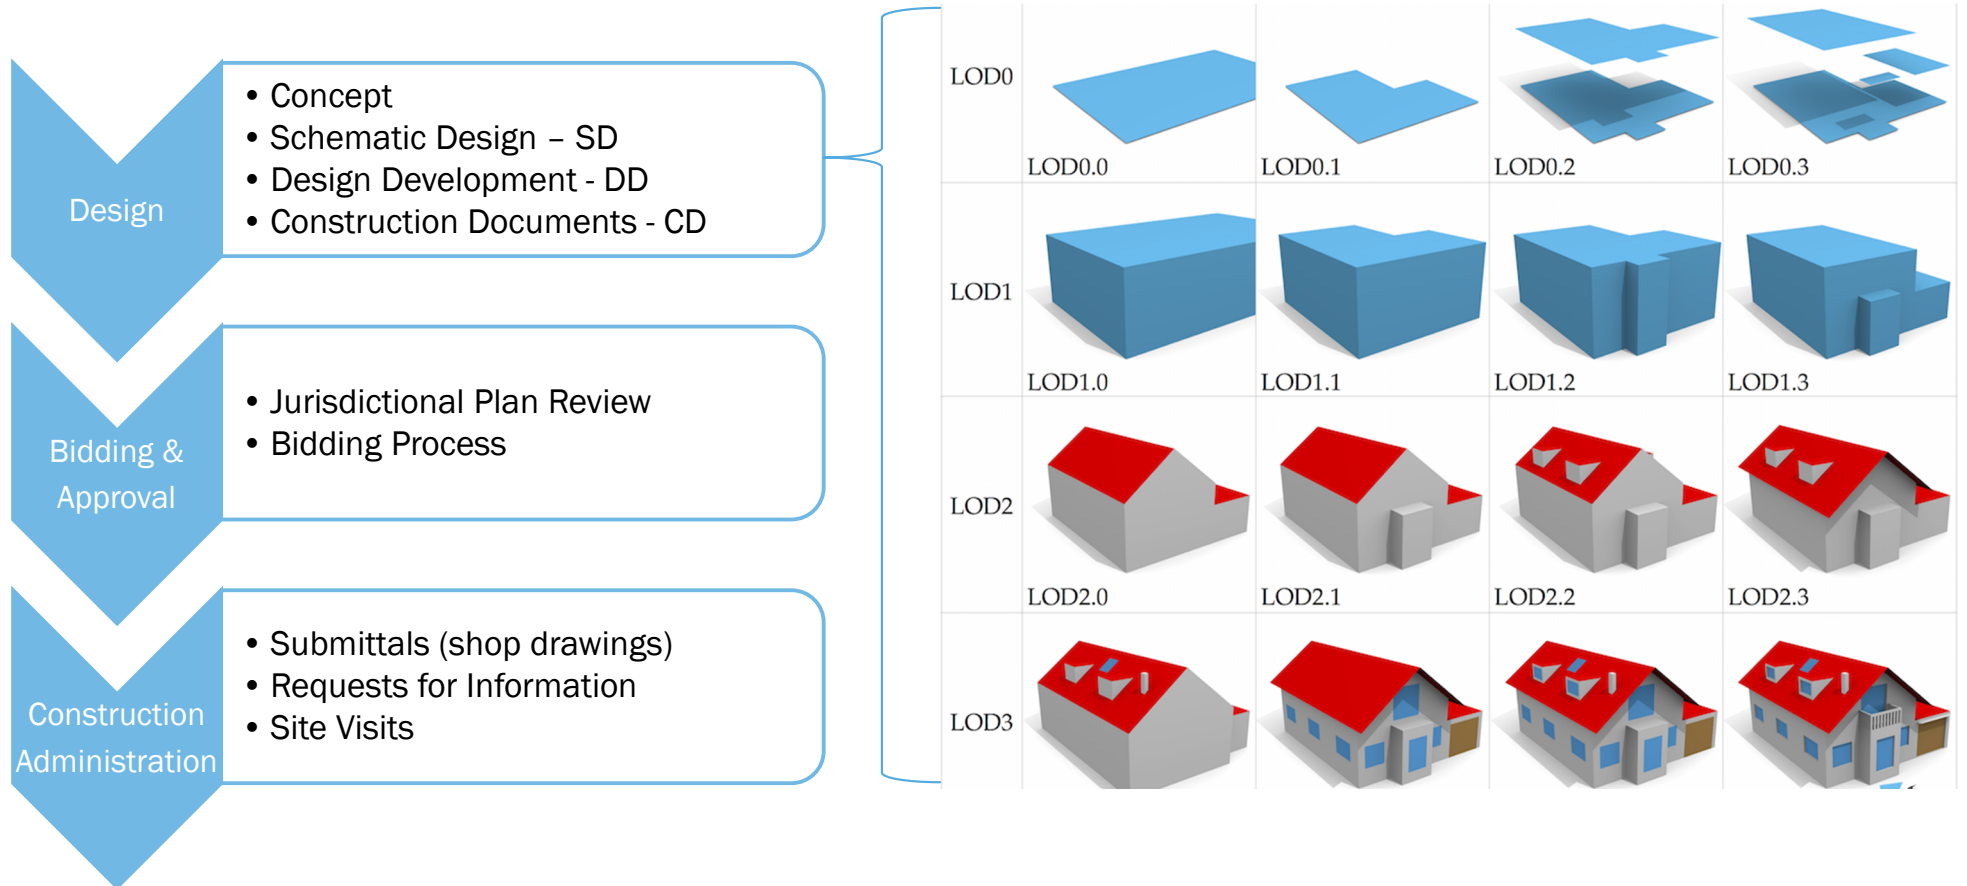 Design
• Concept
• Schematic Design – SD
• Design Development - DD
• Construction Documents - CD
Bidding &
Approval
• Jurisdictional Plan Review
• Bidding Process
Construction
Administration
• Submittals (shop drawings)
• Requests for Information
• Site Visits
LOD0
LOD0.0
LOD0.1
LOD0.2
LOD0.3
LOD1
LOD1.0
LOD1.1
LOD1.2
LOD1.3
LOD2
LOD2.0
LOD2.1
LOD2.2
LOD2.3
LOD3